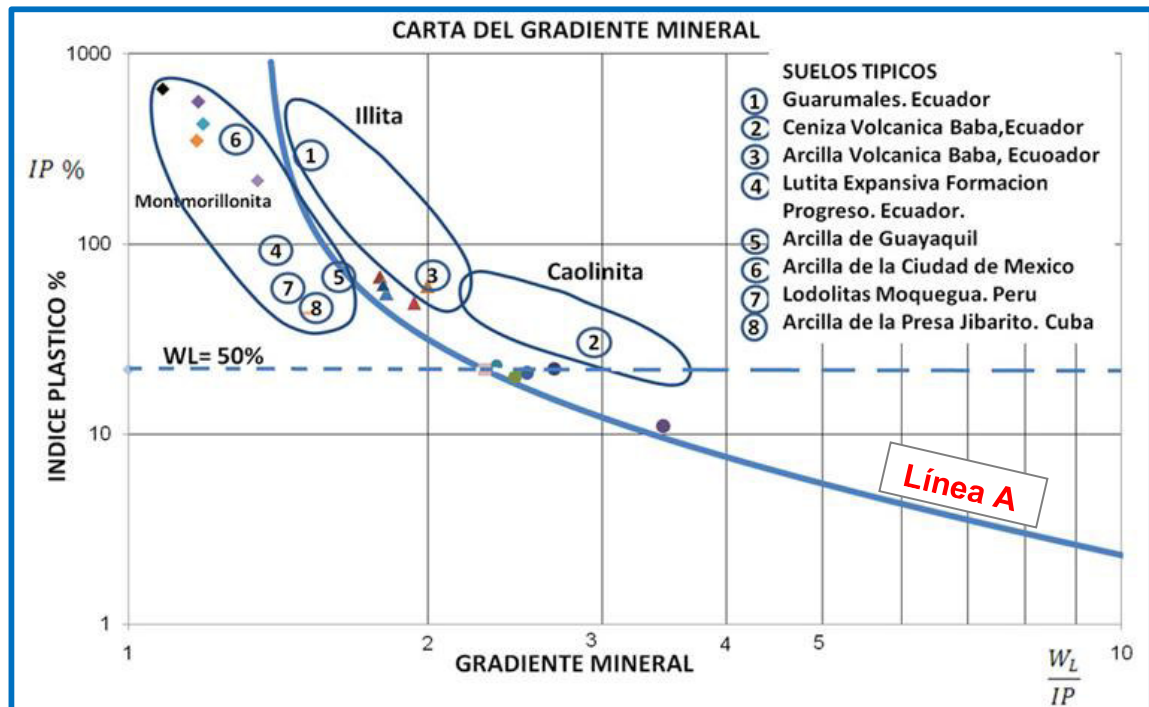 CARTA DEL GRADIENTE MINERAL
1000
100
10
1
IP %
INDICE PLASTICO %
Illita
Montmorillonita
Caolinita
WL= 50%
1
2
3
4
5
6
7
8
SUELOS TIPICOS
1 Guarumales. Ecuador
2 Ceniza Volcanica Baba,Ecuador
3 Arcilla Volcanica Baba, Ecuoador
4 Lutita Expansiva Formacion
Progreso. Ecuador.
5 Arcilla de Guayaquil
6 Arcilla de la Ciudad de Mexico
7 Lodolitas Moquegua. Peru
8 Arcilla de la Presa Jibarito. Cuba
Línea A
1
2
3
4
5
10
GRADIENTE MINERAL
W_L
IP